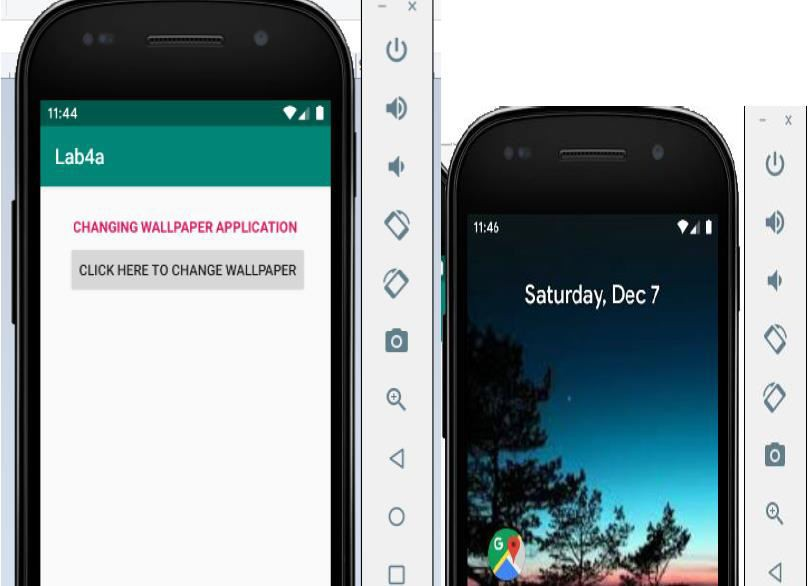 11:44
Lab4a
CHANGING WALLPAPER APPLICATION
CLICK HERE TO CHANGE WALLPAPER
11:46
Saturday, Dec 7
G